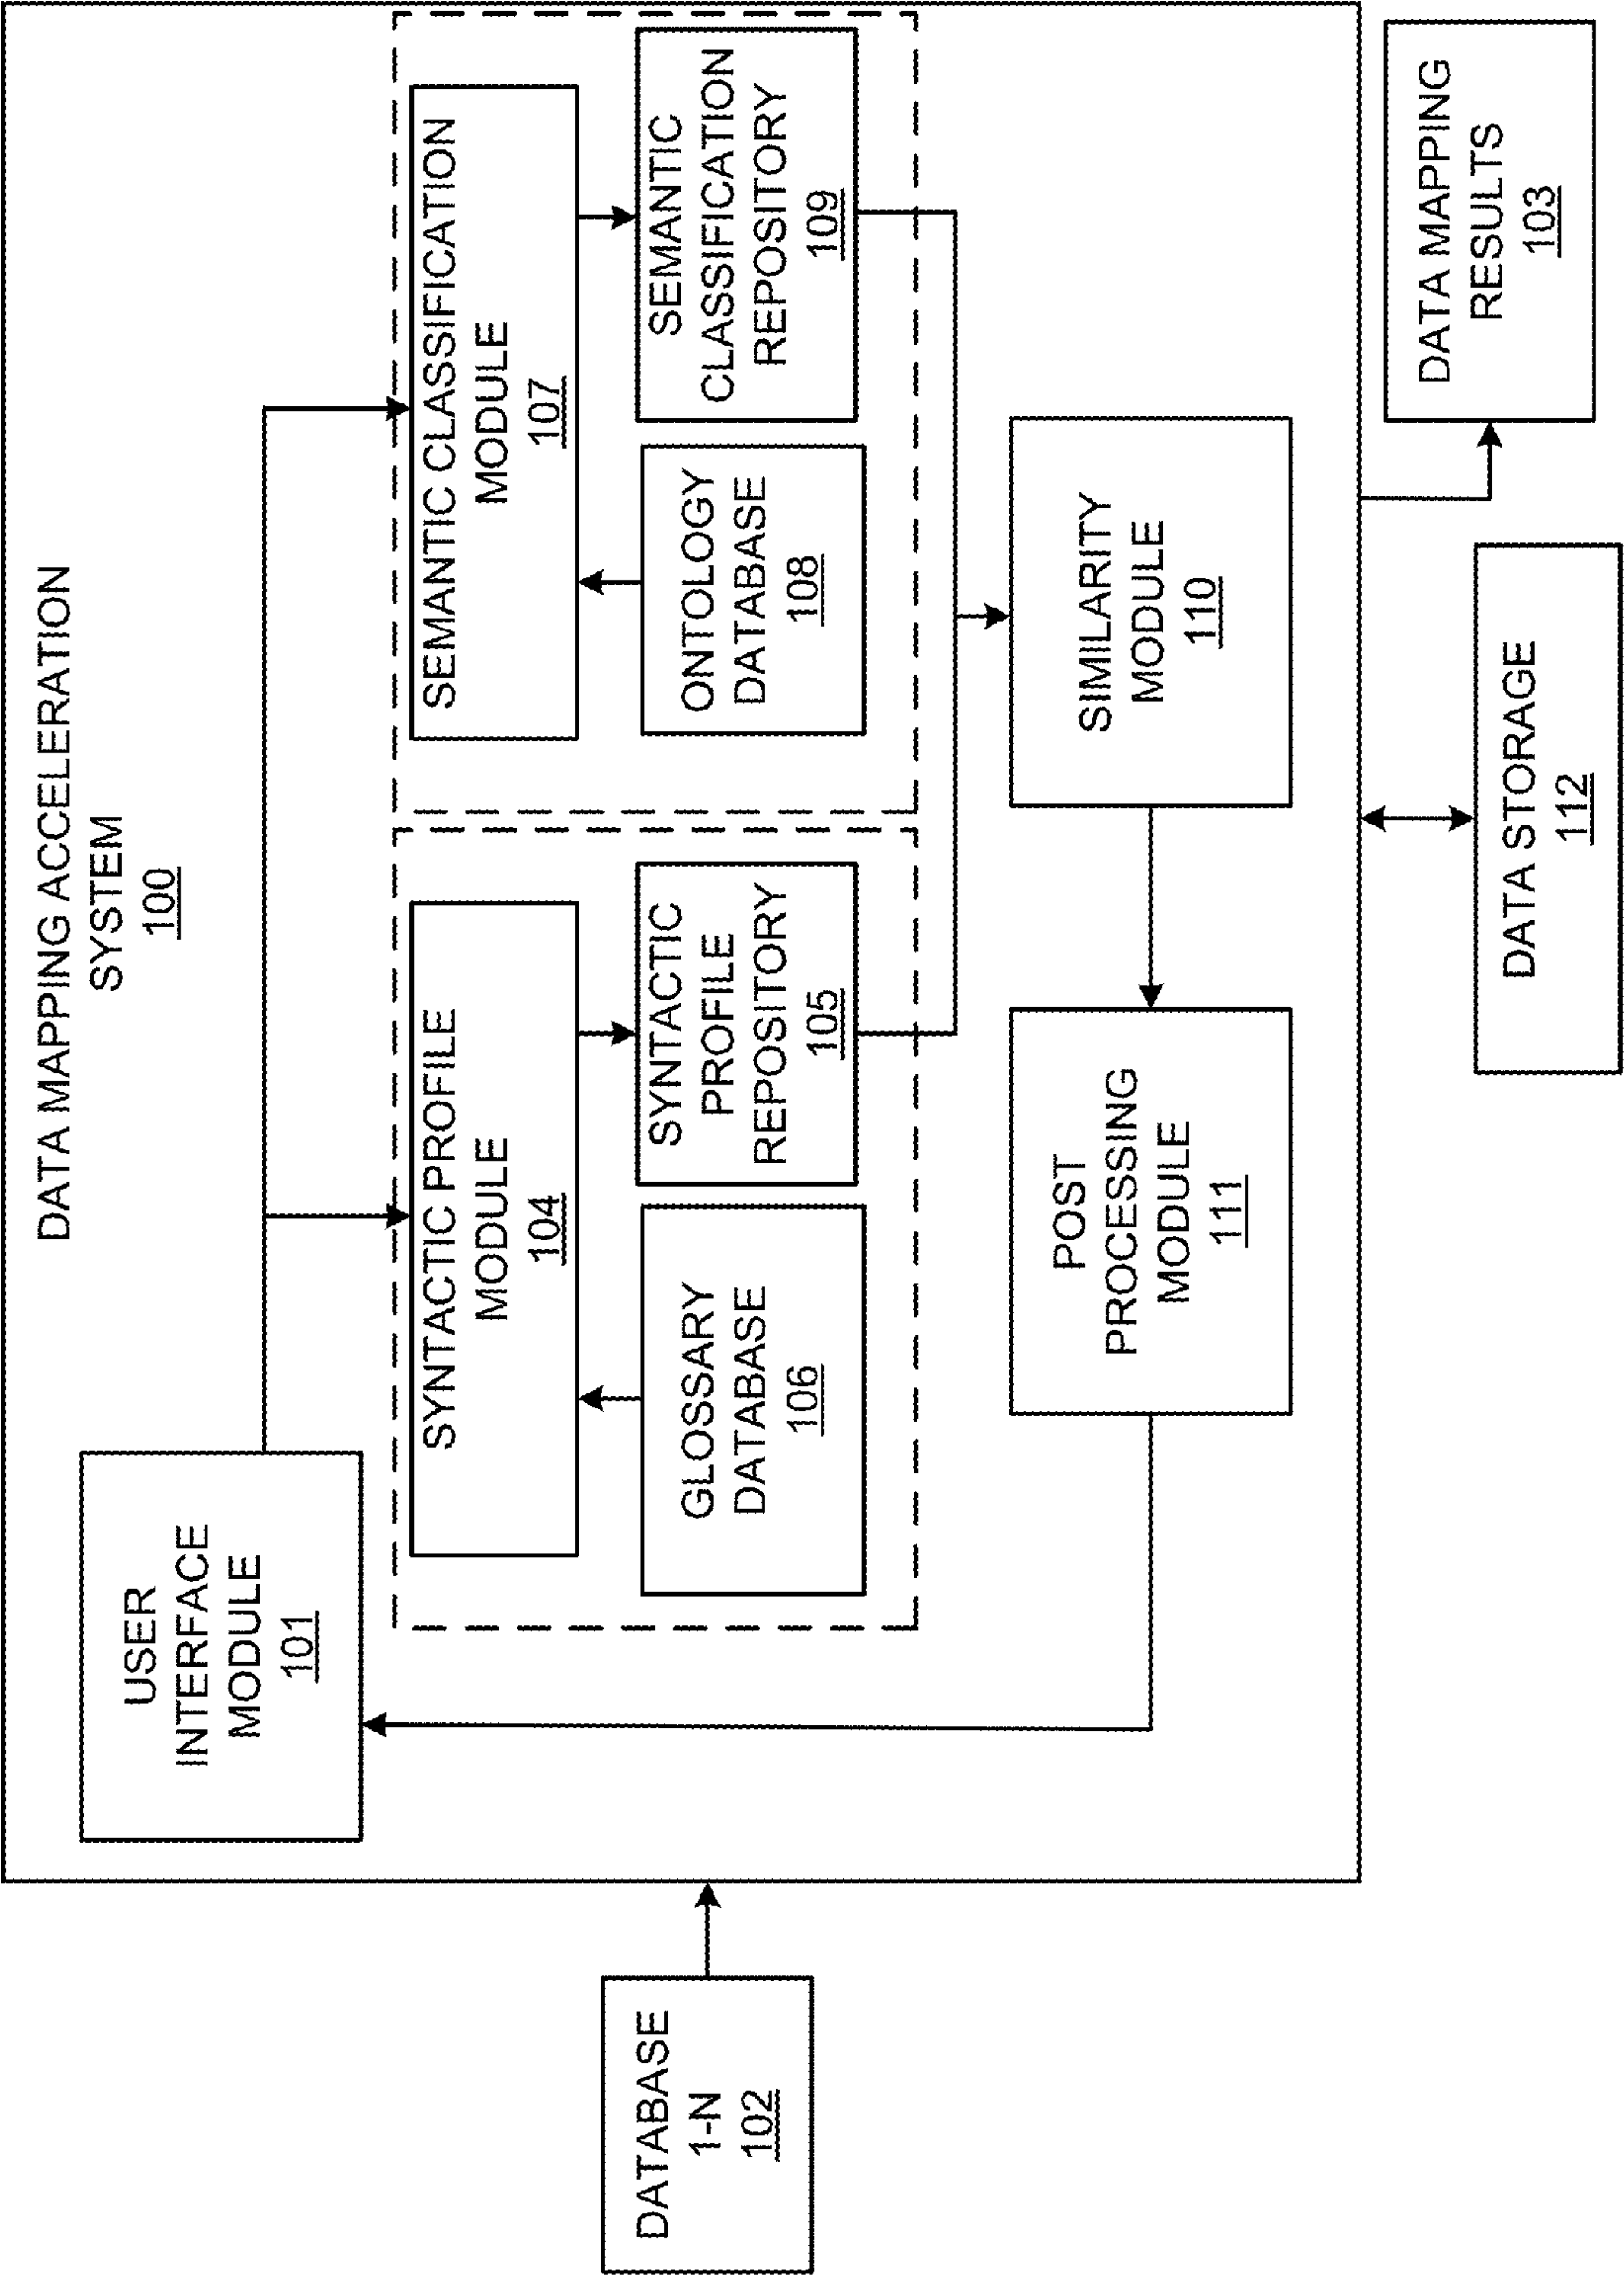 DATA MAPPING ACCELERATION
SYSTEM
100
USER
INTERFACE
MODULE
101
SYNTACTIC PROFILE
MODULE
104
SEMANTIC CLASSIFICATION
MODULE
107
GLOSSARY
DATABASE
106
SYNTACTIC
PROFILE
REPOSITORY
105
ONTOLOGY
DATABASE
108
SEMANTIC
CLASSIFICATION
REPOSITORY
109
DATABASE
1-N
102
POST
PROCESSING
MODULE
111
SIMILARITY
MODULE
110
DATA STORAGE
112
DATA MAPPING
RESULTS
103